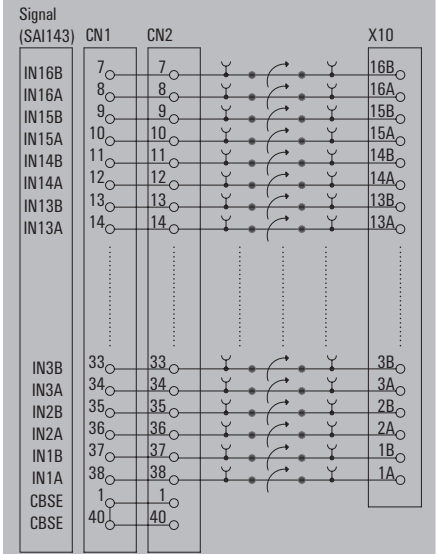 Signal
(SAI143) CN1 CN2 X10
IN16B 7 7 16B
IN16A 8 8 16A
IN15B 9 9 15B
IN15A 10 10 15A
IN14B 11 11 14B
IN14A 12 12 14A
IN13B 13 13 13B
IN13A 14 14 13A
IN3B 33 33 3B
IN3A 34 34 3A
IN2B 35 35 2B
IN2A 36 36 2A
IN1B 37 37 1B
IN1A 38 38 1A
CBSE 1 1
CBSE 40 40